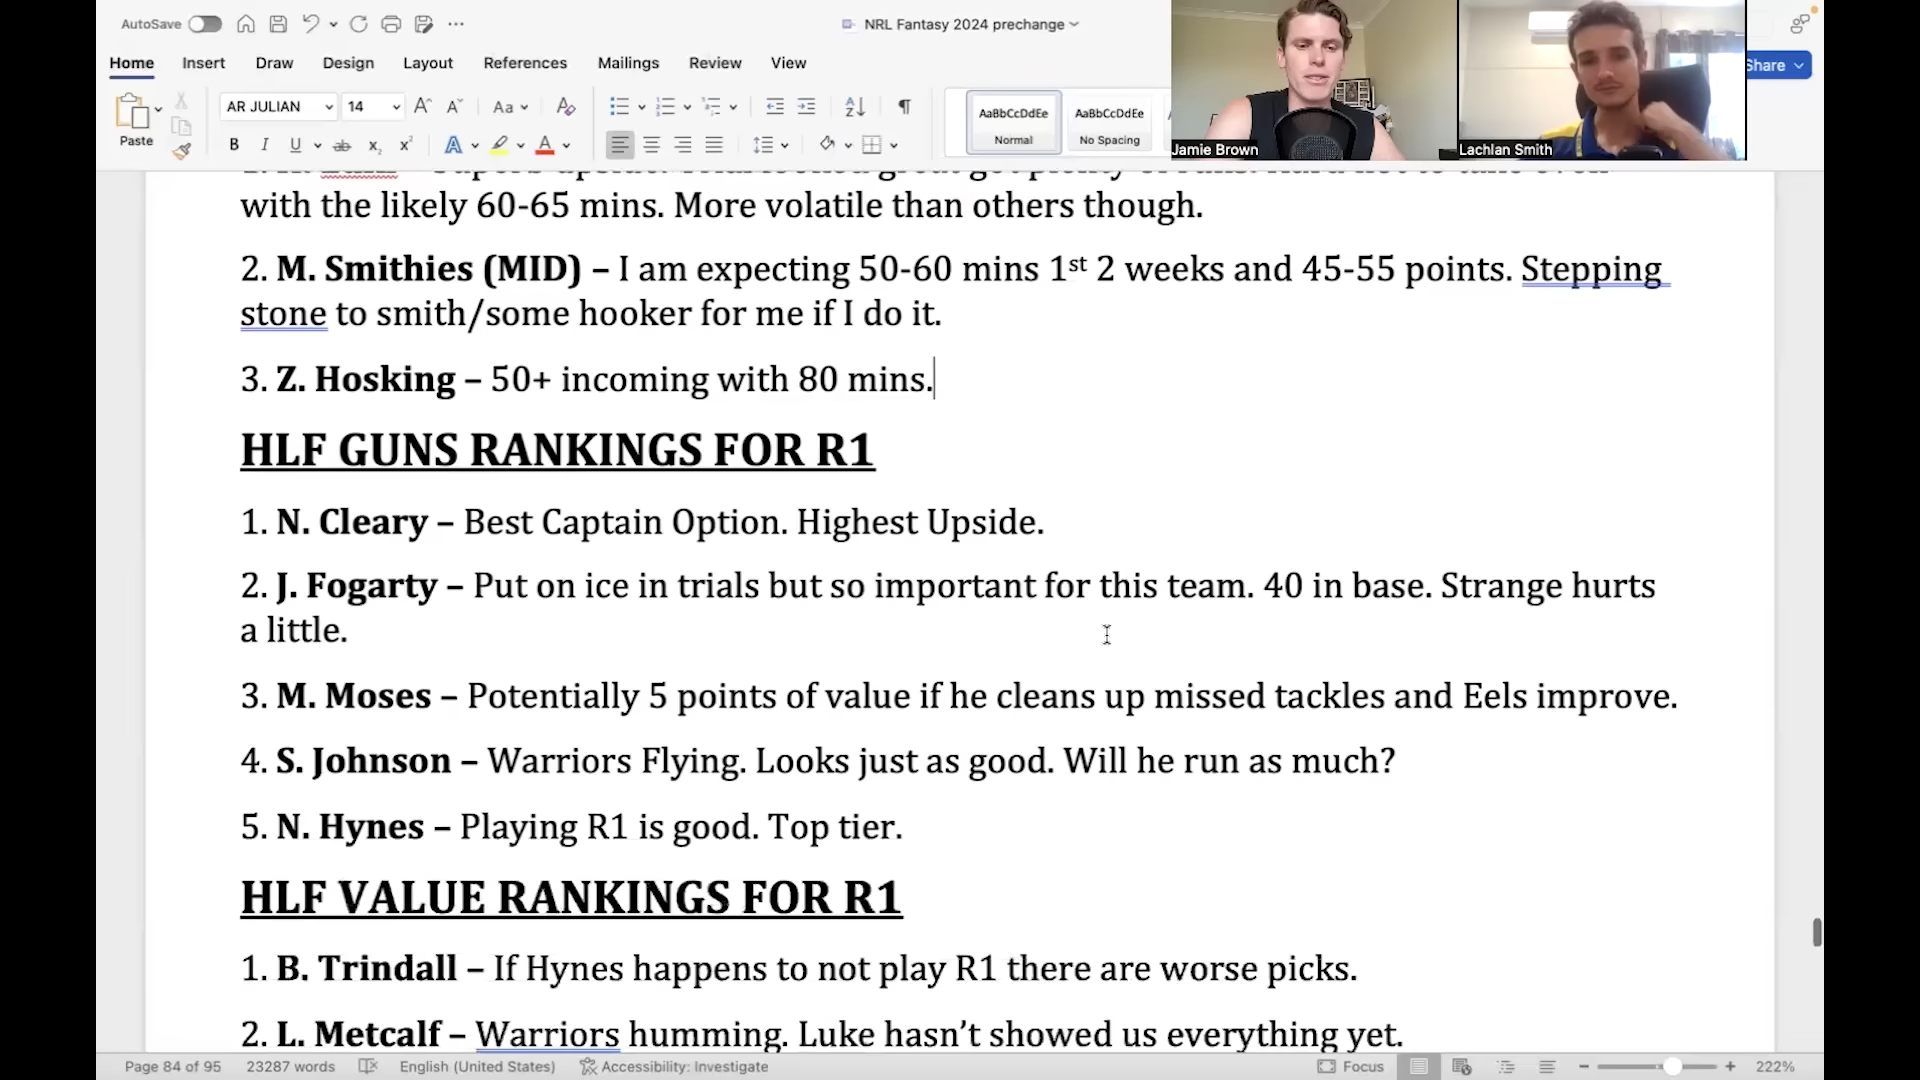 AutoSave
NRL Fantasy 2024 prechange
Home Insert Draw Design Layout References Mailings Review View
Share
Paste
AR JULIAN 14
AaBbCcDdEe
Normal
AaBbCcDdEe
No Spacing
Jamie Brown
Lachlan Smith
with the likely 60-65 mins. More volatile than others though.
2. M. Smithies (MID) – I am expecting 50-60 mins 1st 2 weeks and 45-55 points. Stepping
stone to smith/some hooker for me if I do it.
3. Z. Hosking – 50+ incoming with 80 mins.
HLF GUNS RANKINGS FOR R1
1. N. Cleary – Best Captain Option. Highest Upside.
2. J. Fogarty – Put on ice in trials but so important for this team. 40 in base. Strange hurts
a little.
3. M. Moses – Potentially 5 points of value if he cleans up missed tackles and Eels improve.
4. S. Johnson – Warriors Flying. Looks just as good. Will he run as much?
5. N. Hynes – Playing R1 is good. Top tier.
HLF VALUE RANKINGS FOR R1
1. B. Trindall – If Hynes happens to not play R1 there are worse picks.
2. L. Metcalf – Warriors humming. Luke hasn't showed us everything yet.
Page 84 of 95 23287 words English (United States) Accessibility: Investigate Focus 222%